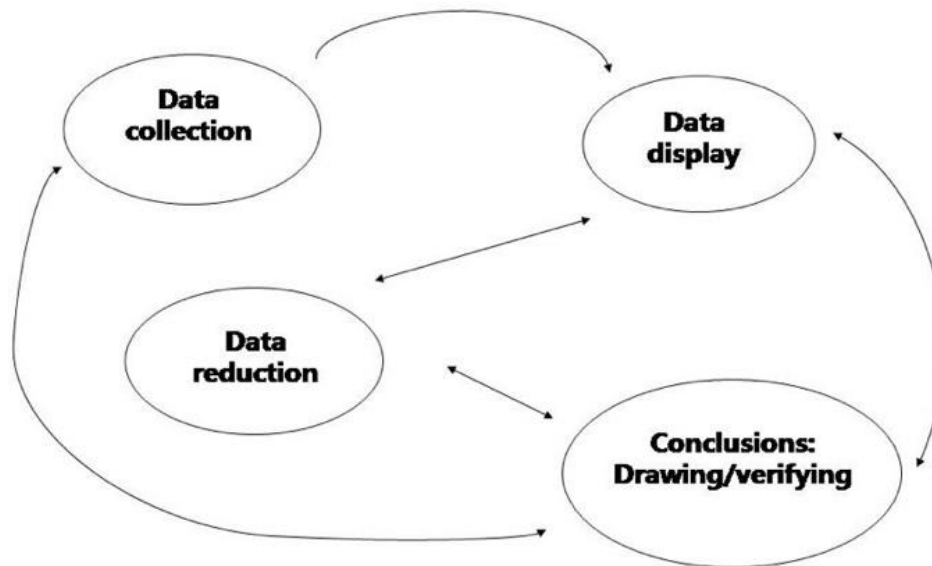 Data
collection
Data
display
Data
reduction
Conclusions:
Drawing/verifying